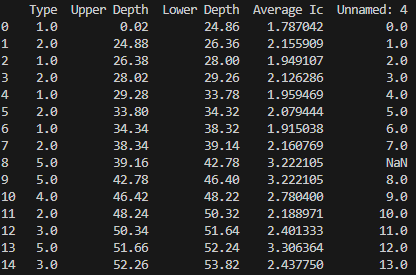 Type Upper Depth Lower Depth Average Ic Unnamed: 4
0 1.0 0.02 24.86 1.787042 0.0
1 2.0 24.88 26.36 2.155909 1.0
2 1.0 26.38 28.00 1.949107 2.0
3 2.0 28.02 29.26 2.126286 3.0
4 1.0 29.28 33.78 1.959469 4.0
5 2.0 33.80 34.32 2.079444 5.0
6 1.0 34.34 38.32 1.915038 6.0
7 2.0 38.34 39.14 2.160769 7.0
8 5.0 39.16 42.78 3.222105 NaN
9 5.0 42.78 46.40 3.222105 8.0
10 4.0 46.42 48.22 2.780400 9.0
11 2.0 48.24 50.32 2.188971 10.0
12 3.0 50.34 51.64 2.401333 11.0
13 5.0 51.66 52.24 3.306364 12.0
14 3.0 52.26 53.82 2.437750 13.0